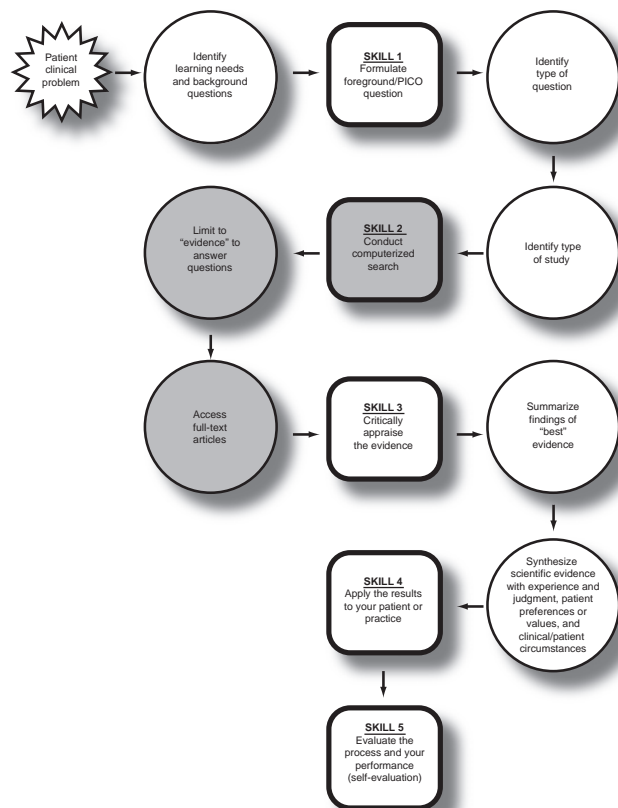 Patient
clinical
problem
Identify
learning needs
and background
questions
SKILL 1
Formulate
foreground/PICO
question
Identify
type of
question
Limit to
“evidence” to
answer
questions
SKILL 2
Conduct
computerized
search
Identify type
of study
Access
full-text
articles
SKILL 3
Critically
appraise
the evidence
Summarize
findings of
“best”
evidence
SKILL 4
Apply the results
to your patient or
practice
Synthesize
scientific evidence
with experience and
judgment, patient
preferences or
values, and
clinical/patient
circumstances
SKILL 5
Evaluate the
process and your
performance
(self-evaluation)